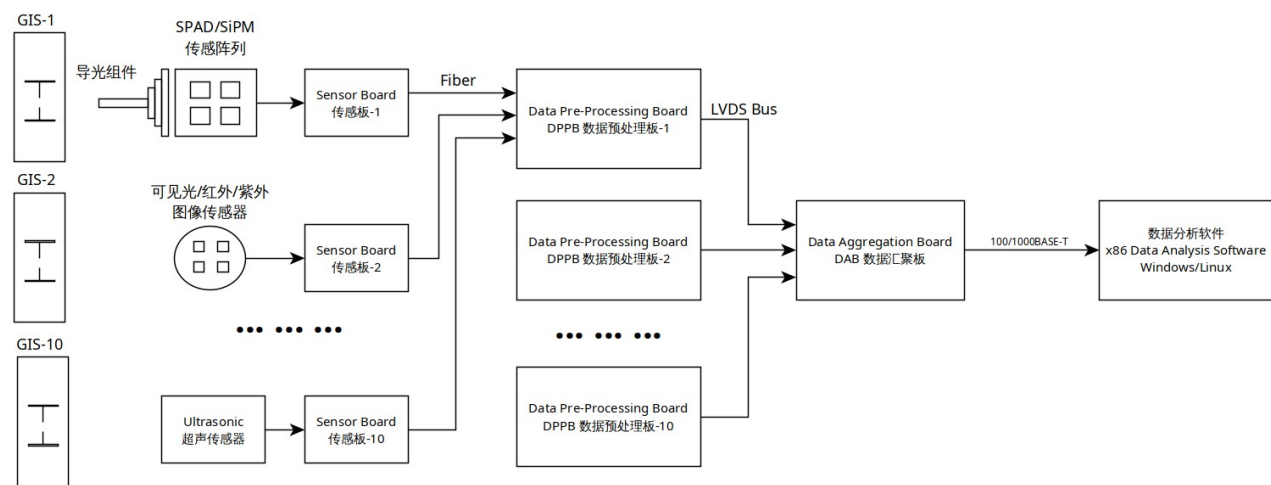 GIS-1
SPAD/SiPM
传感阵列
导光组件
Sensor Board
传感板-1
Fiber
Data Pre-Processing Board
DPPB 数据预处理板-1
LVDS Bus
GIS-2
可见光/红外/紫外
图像传感器
Sensor Board
传感板-2
Data Pre-Processing Board
DPPB 数据预处理板-2
Data Aggregation Board
DAB 数据汇聚板
100/1000BASE-T
数据分析软件
x86 Data Analysis Software
Windows/Linux
••• ••• •••
••• ••• •••
GIS-10
Ultrasonic
超声传感器
Sensor Board
传感板-10
Data Pre-Processing Board
DPPB 数据预处理板-10